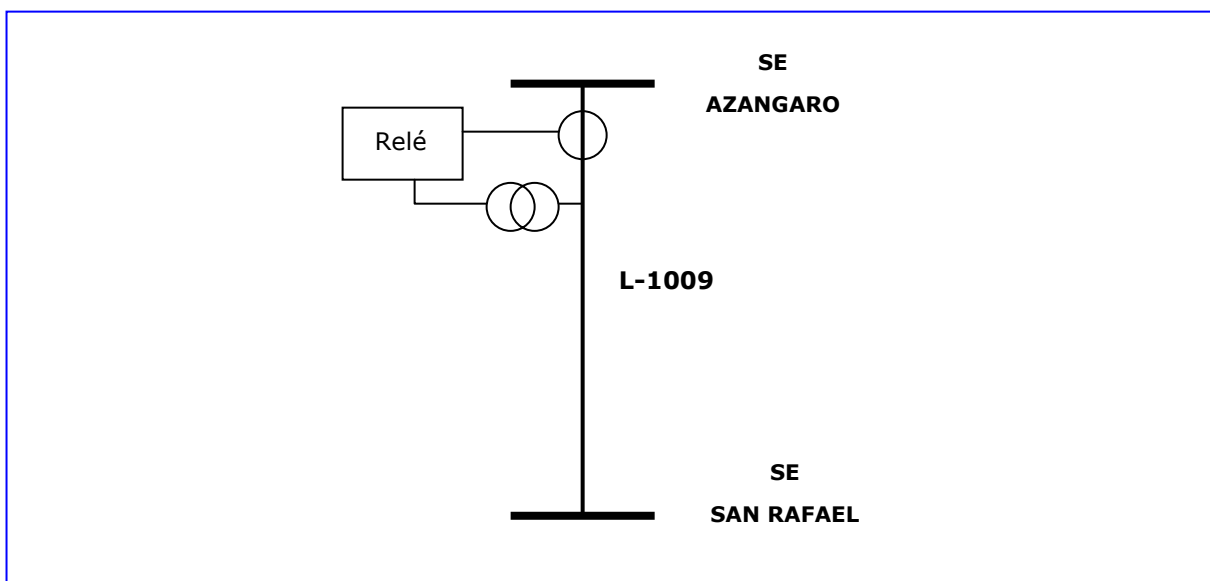 SE
AZANGARO
Relé
L-1009
SE
SAN RAFAEL